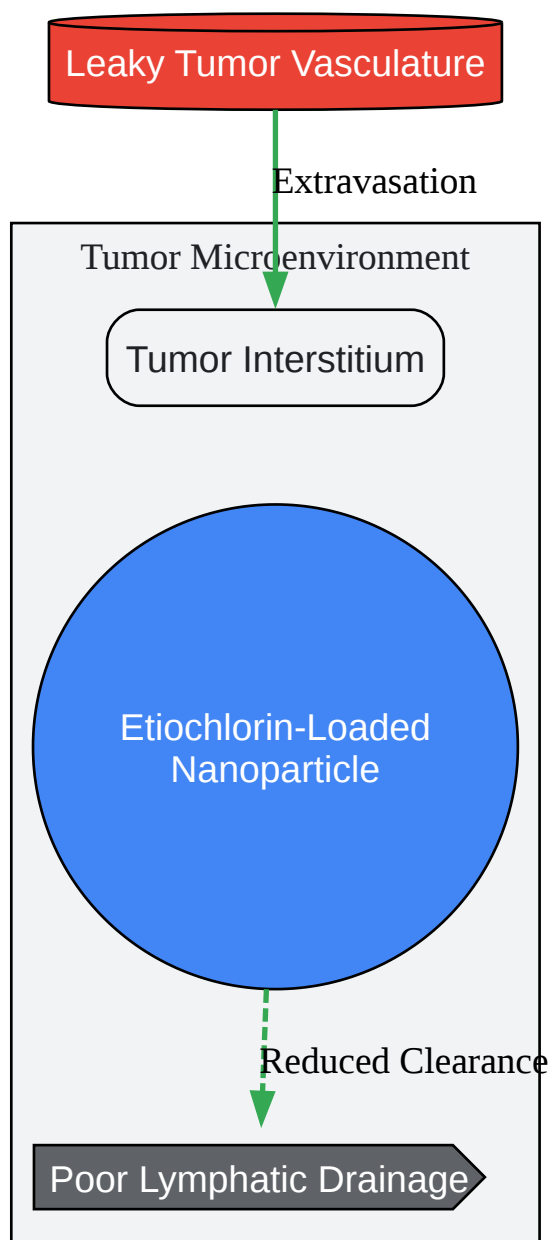 Leaky Tumor Vasculature
Extravasation
Tumor Microenvironment
Tumor Interstitium
Etiochlorin-Loaded
Nanoparticle
Reduced Clearance
Poor Lymphatic Drainage